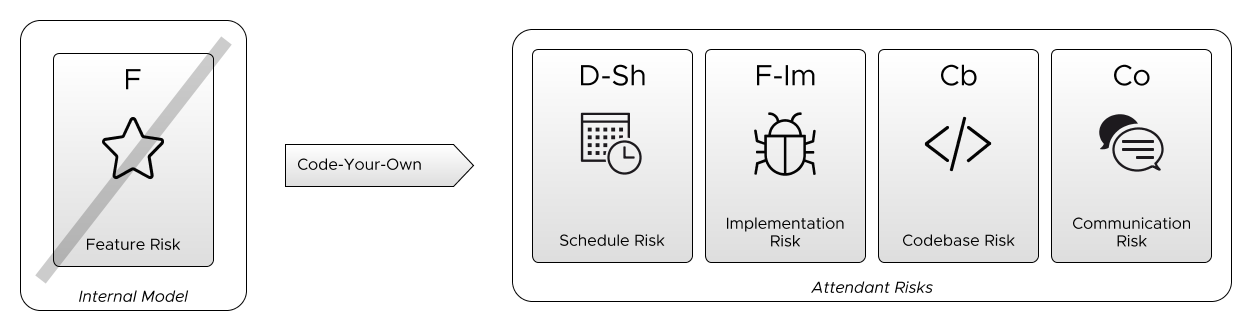 F
Feature Risk
Internal Model
Code-Your-Own
D-Sh
Schedule Risk
F-Im
Implementation
Risk
Cb
Codebase Risk
Co
Communication
Risk
Attendant Risks